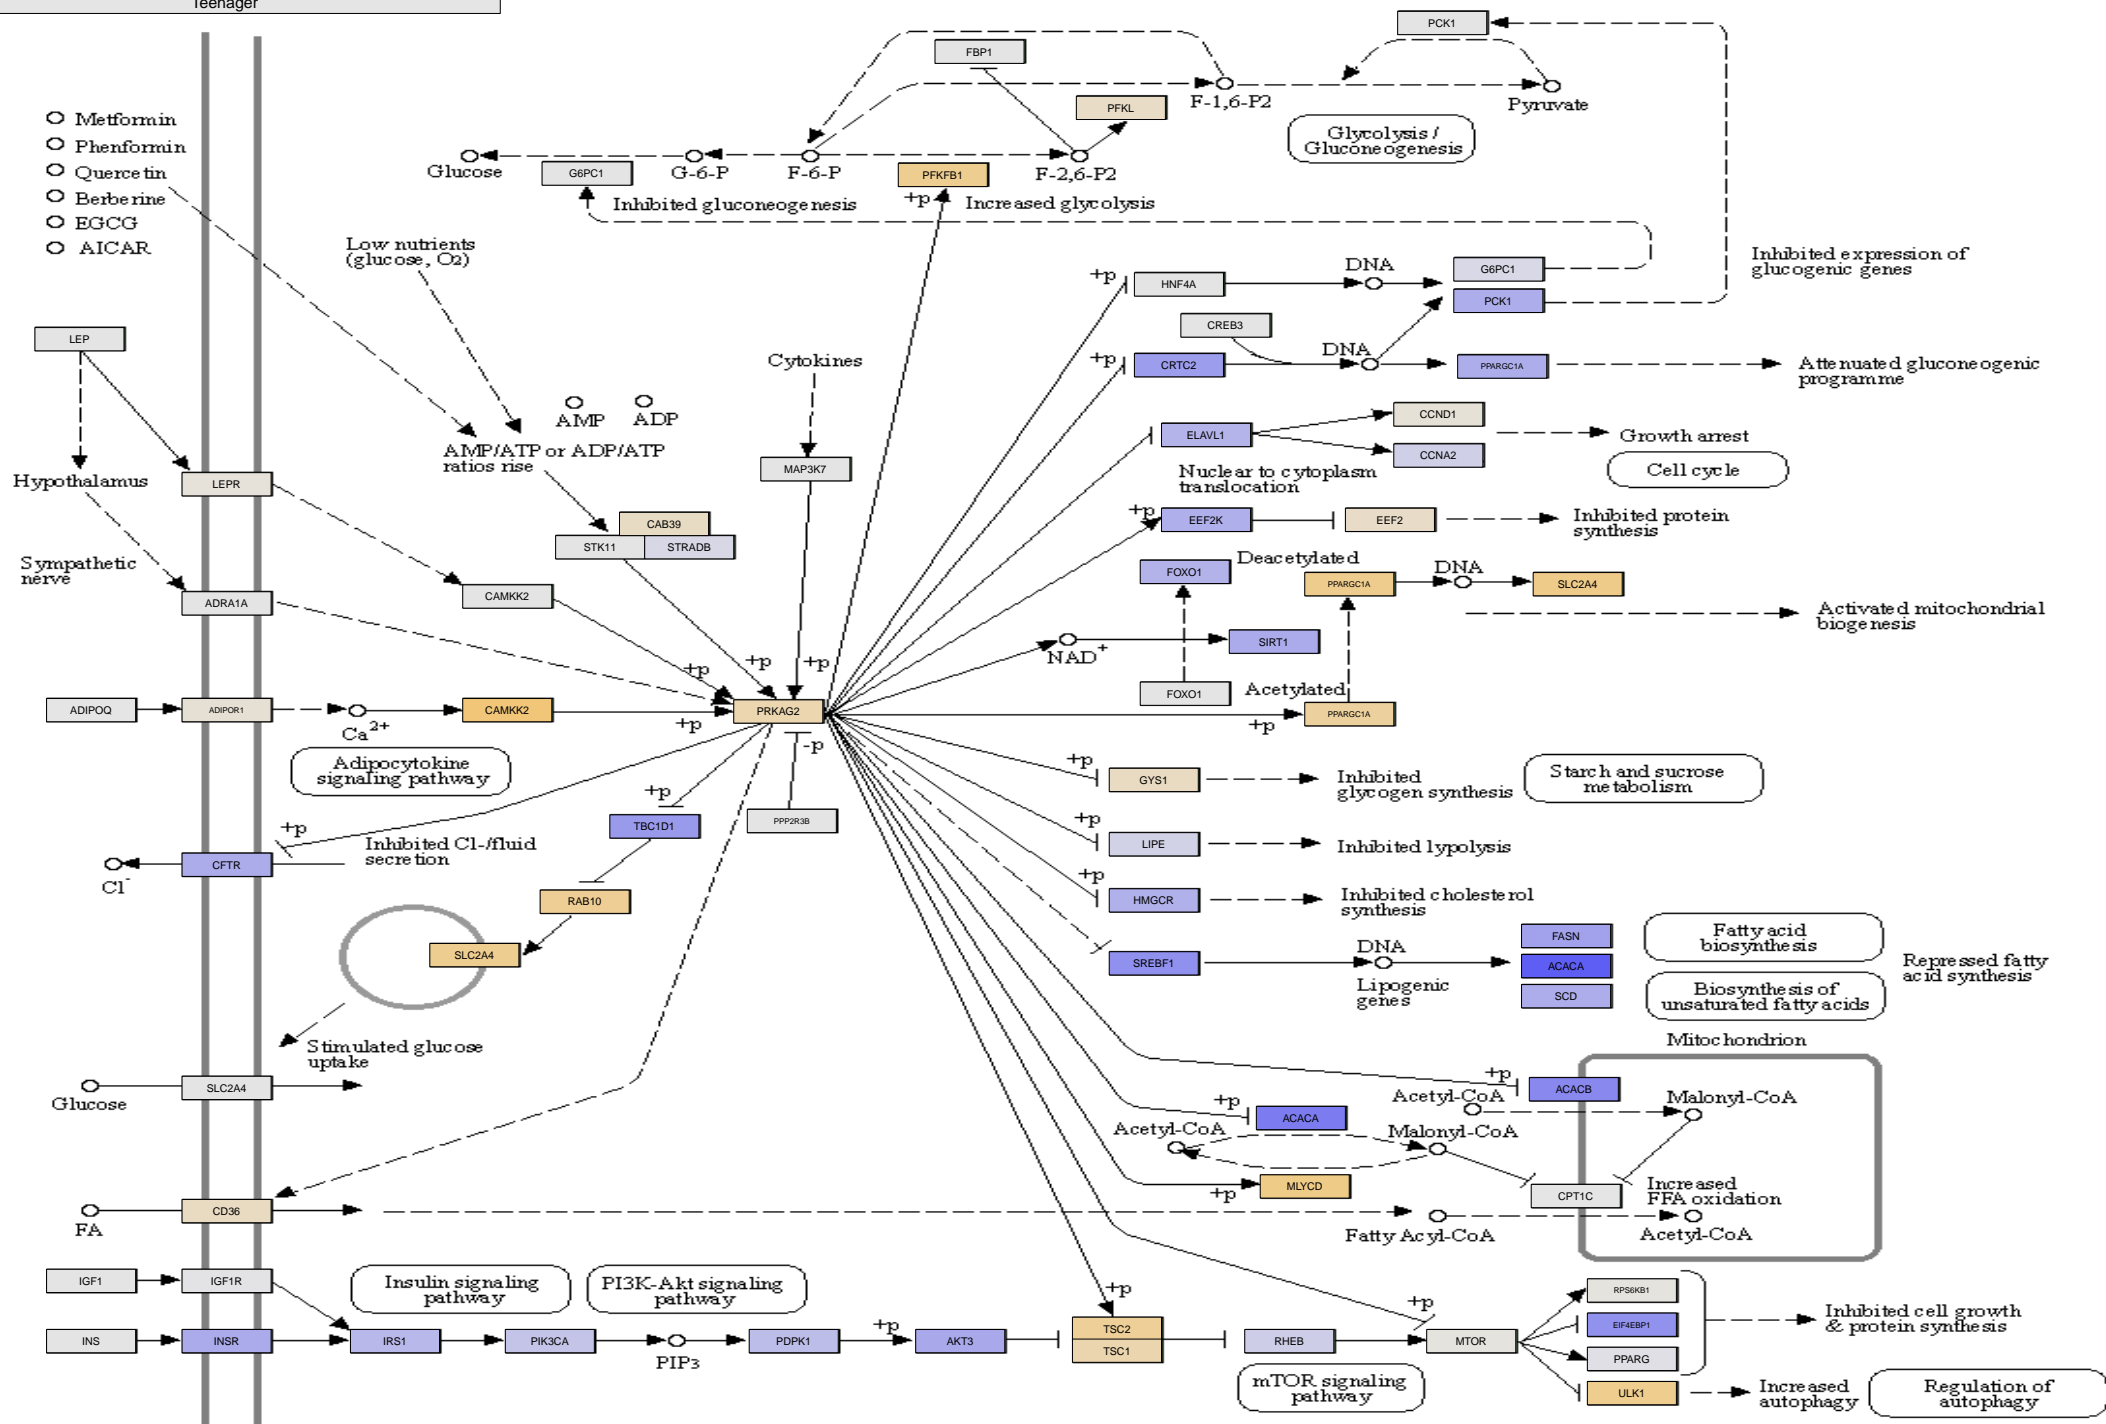 Teenager
PCK1
FBP1
F-1,6-P2
Pyruvate
PFKL
Metformin
Phenformin
Quercetin
Berberine
EGCG
AICAR
Glycolysis /
Gluconeogenesis
Glucose
G6PC1
G-6-P
F-6-P
PFKFB1
F-2,6-P2
+p
Inhibited gluconeogenesis
Increased glycolysis
Low nutrients
(glucose, O2)
Inhibited expression of
glucogenic genes
+p
HNF4A
DNA
G6PC1
PCK1
CREB3
LEP
Cytokines
+p
CRTC2
DNA
PPARGC1A
Attenuated gluconeogenic
programme
AMP
ADP
AMP/ATP or ADP/ATP
ratios rise
ELAVL1
CCND1
CCNA2
Growth arrest
Cell cycle
Nuclear to cytoplasm
translocation
MAP3K7
Hypothalamus
LEPR
CAB39
STK11
STRADB
+p
EEF2K
EEF2
Inhibited protein
synthesis
Sympathetic
nerve
Deacetylated
FOXO1
PPARGC1A
DNA
SLC2A4
Activated mitochondrial
biogenesis
ADRA1A
CAMKK2
NAD+
SIRT1
+p
+p
+p
FOXO1
Acetylated
PPARGC1A
+p
ADIPOQ
ADIPOR1
Ca2+
CAMKK2
+p
PRKAG2
-p
Adipocytokine
signaling pathway
+p
GYS1
Inhibited
glycogen synthesis
Starch and sucrose
metabolism
+p
TBC1D1
PPP2R3B
+p
LIPE
Inhibited lypolysis
+p
Inhibited Cl-/fluid
secretion
CFTR
Cl-
+p
HMGCR
Inhibited cholesterol
synthesis
RAB10
SLC2A4
SREBF1
DNA
Lipogenic
genes
FASN
ACACA
SCD
Fatty acid
biosynthesis
Biosynthesis of
unsaturated fatty acids
Repressed fatty
acid synthesis
Stimulated glucose
uptake
Mitochondrion
Glucose
SLC2A4
+p
ACACB
Acetyl-CoA
Malonyl-CoA
+p
ACACA
Acetyl-CoA
Malonyl-CoA
MLYCD
+p
CPT1C
Increased
FFA oxidation
FA
CD36
Fatty Acyl-CoA
Acetyl-CoA
IGF1
IGF1R
Insulin signaling
pathway
PI3K-Akt signaling
pathway
+p
+p
RPS6KB1
EIF4EBP1
PPARG
ULK1
Inhibited cell growth
& protein synthesis
INS
INSR
IRS1
PIK3CA
PIP3
PDPK1
+p
AKT3
TSC2
TSC1
RHEB
MTOR
mTOR signaling
pathway
Increased
autophagy
Regulation of
autophagy